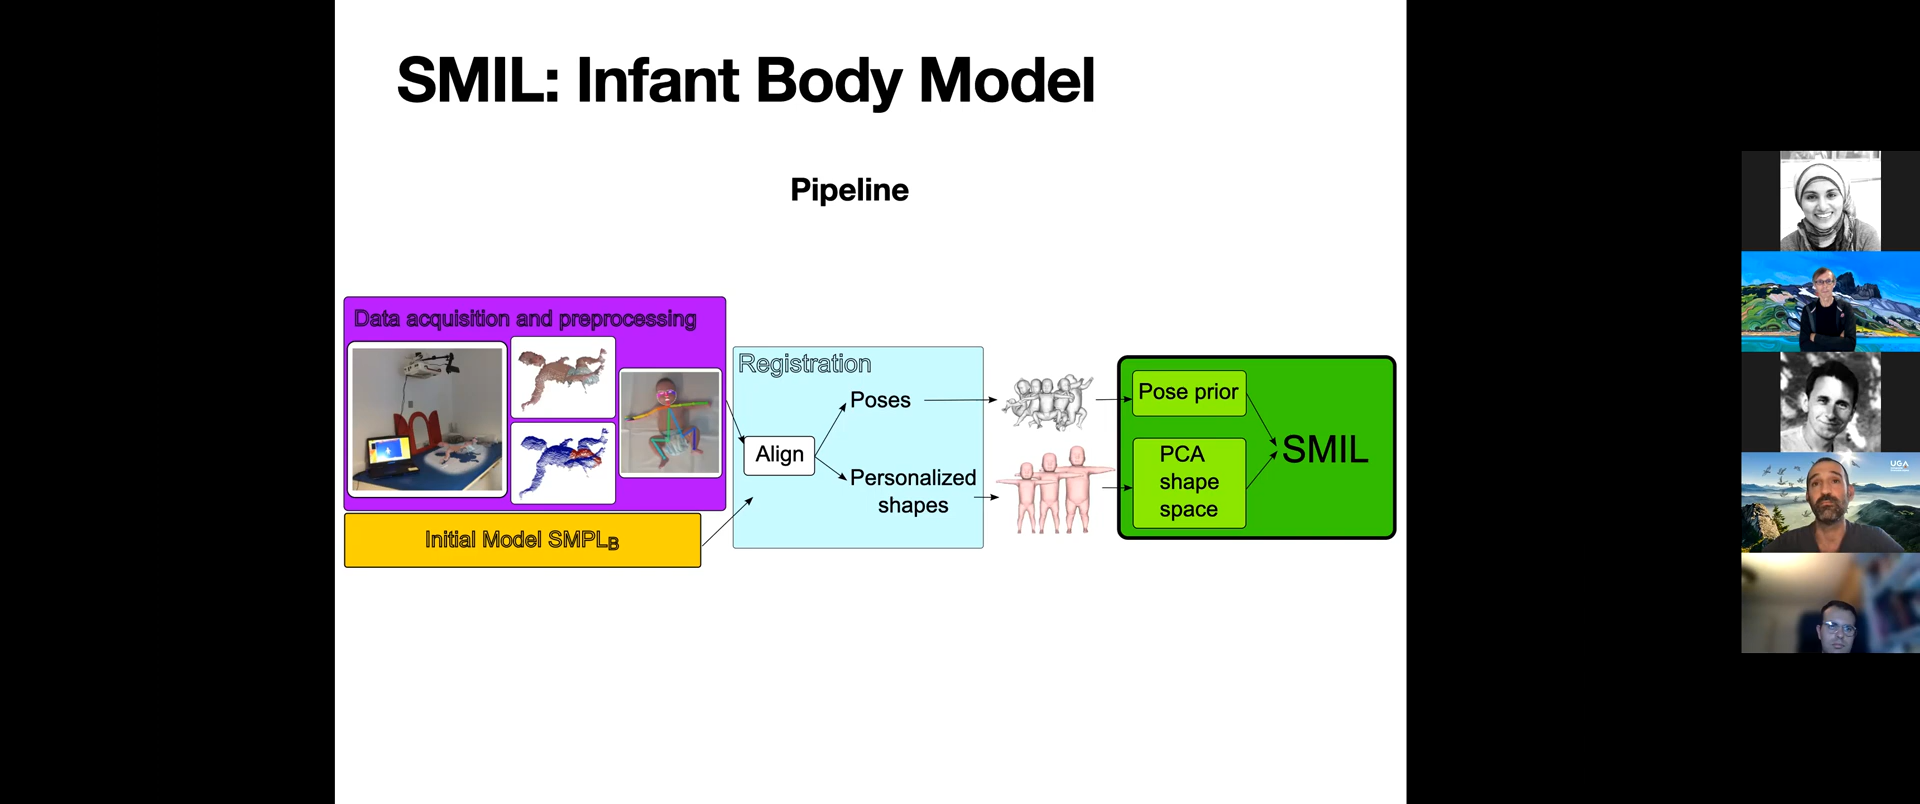 SMIL: Infant Body Model
Pipeline
Data acquisition and preprocessing
Initial Model SMPLB
Registration
Align
Poses
Personalized
shapes
Pose prior
PCA
shape
space
SMIL
UGA